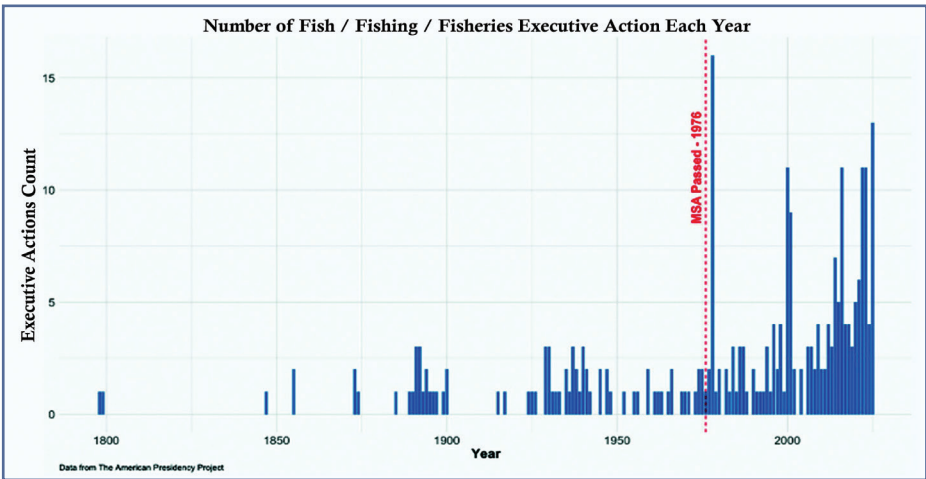 Number of Fish / Fishing / Fisheries Executive Action Each Year
Executive Actions Count
15
10
5
0
MSA Passed - 1976
1800 1850 1900 1950 2000
Year
Data from The American Presidency Project